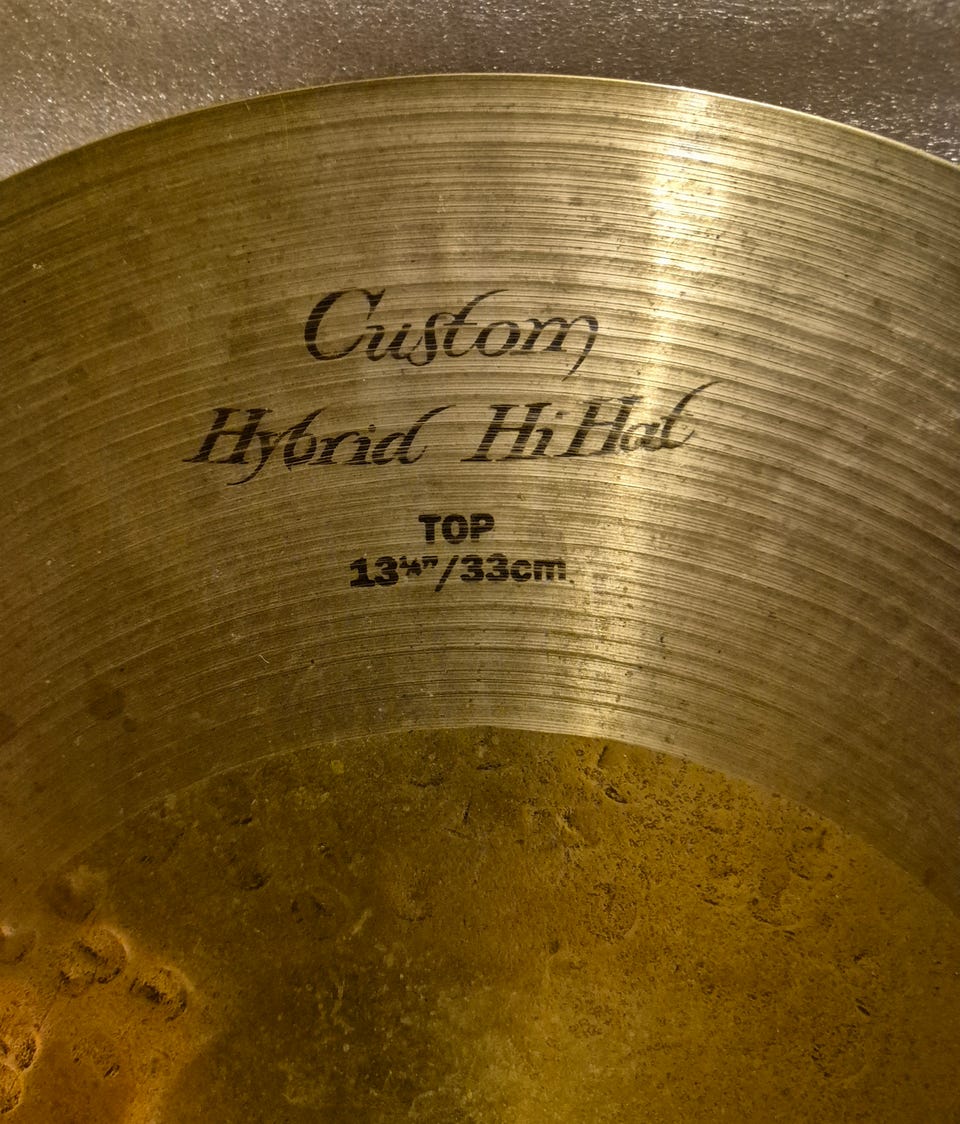 Custom
Hybrid HiHat
TOP
13¼"/33cm.